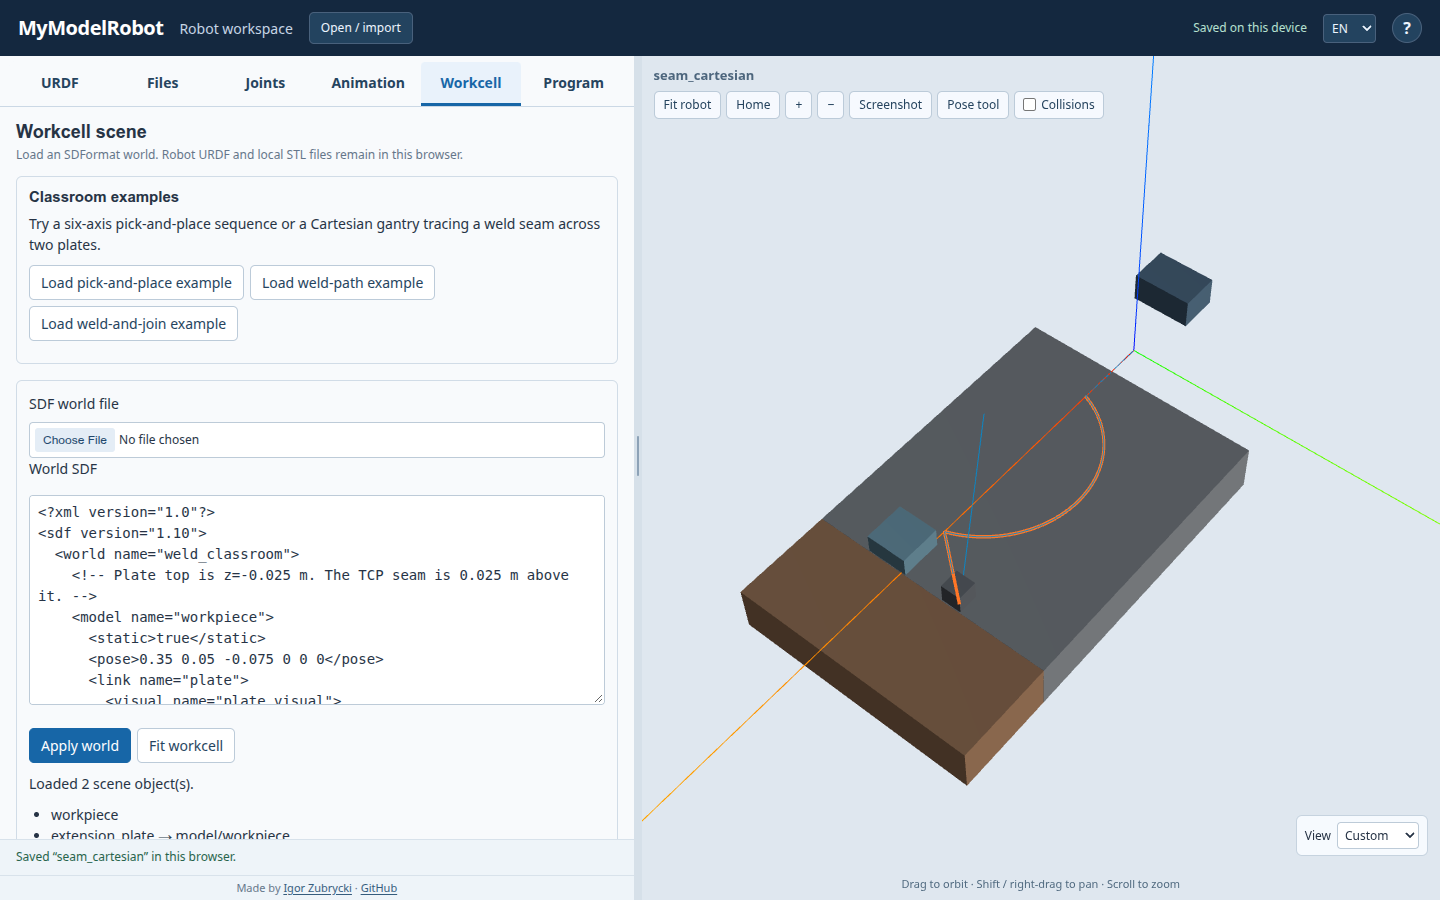 MyModelRobot Robot workspace Open / import Saved on this device EN ?
URDF Files Joints Animation Workcell Program
Workcell scene
Load an SDFormat world. Robot URDF and local STL files remain in this browser.
Classroom examples
Try a six-axis pick-and-place sequence or a Cartesian gantry tracing a weld seam across
two plates.
Load pick-and-place example Load weld-path example
Load weld-and-join example
SDF world file
Choose File No file chosen
World SDF
<?xml version="1.0"?>
<sdf version="1.10">
<world name="weld_classroom">
<!-- Plate top is z=-0.025 m. The TCP seam is 0.025 m above
it. -->
<model name="workpiece">
<static>true</static>
<pose>0.35 0.05 -0.075 0 0 0</pose>
<link name="plate">
<visual name="plate_visual">
Apply world Fit workcell
Loaded 2 scene object(s).
• workpiece
• extension_plate → model/workpiece
Saved “seam_cartesian” in this browser.
Made by Igor Zubrycki · GitHub
seam_cartesian
Fit robot Home + − Screenshot Pose tool Collisions
View Custom
Drag to orbit · Shift / right-drag to pan · Scroll to zoom